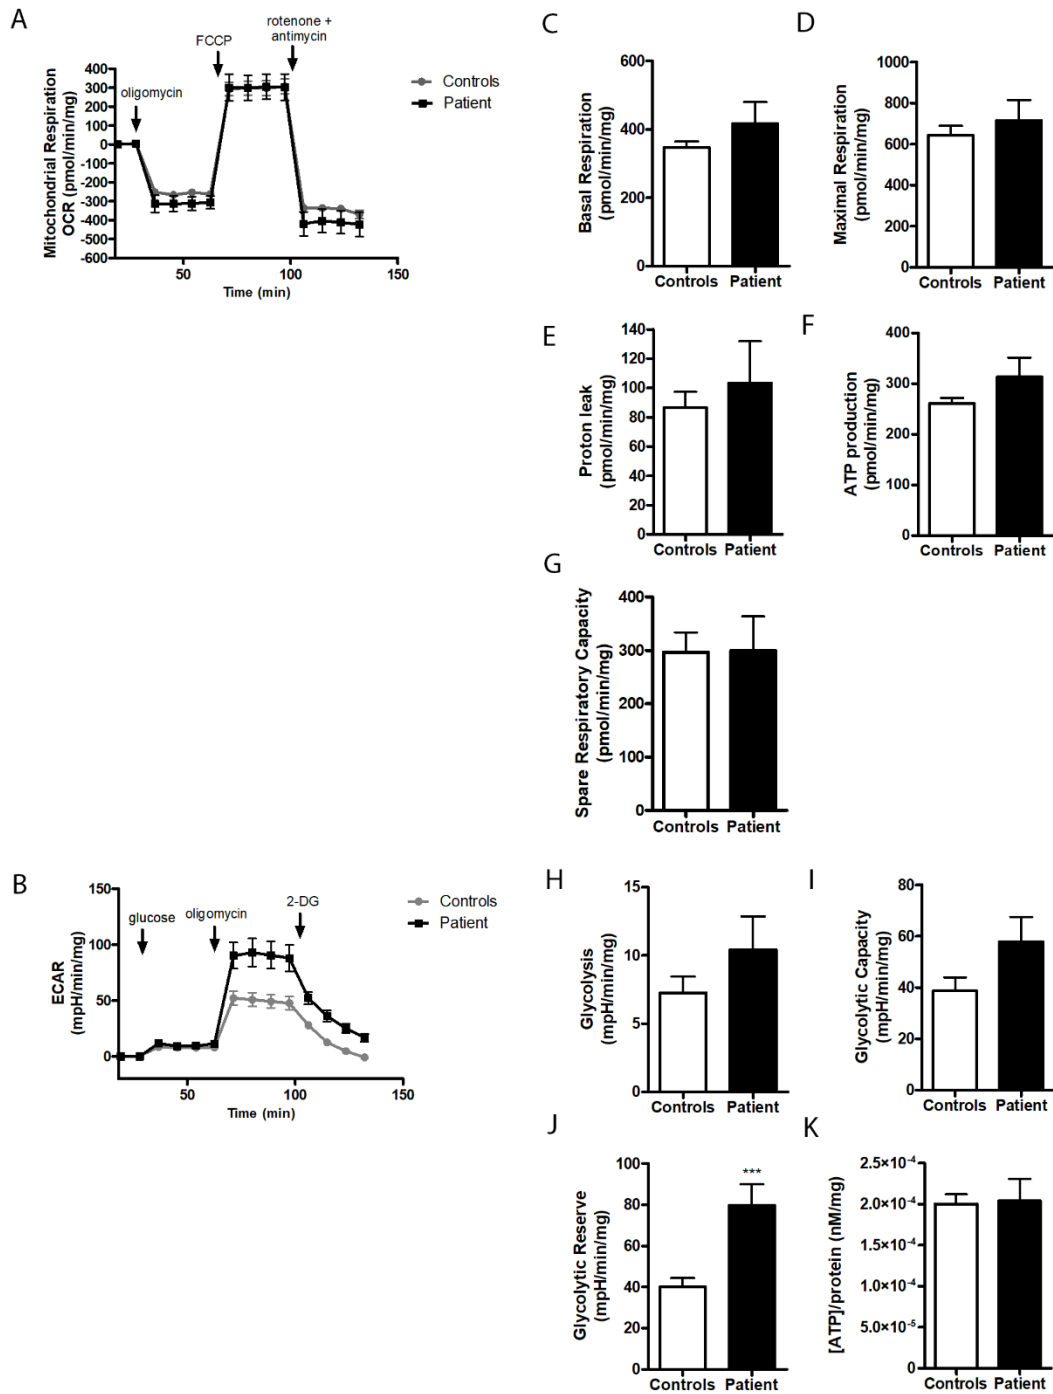 A
rotenone +
antimycin
FCCP
oligomycin
Controls
Patient
400
300
200
100
0
-100
-200
-300
-400
-500
-600
Mitochondrial Respiration
OCR (pmol/min/mg)
50
100
150
Time (min)
C
600
400
200
0
Basal Respiration
(pmol/min/mg)
Controls
Patient
D
1000
800
600
400
200
0
Maximal Respiration
(pmol/min/mg)
Controls
Patient
E
140
120
100
80
60
40
20
0
Proton leak
(pmol/min/mg)
Controls
Patient
F
400
300
200
100
0
ATP production
(pmol/min/mg)
Controls
Patient
G
400
300
200
100
0
Spare Respiratory Capacity
(pmol/min/mg)
Controls
Patient
B
150
100
50
0
ECAR
(mpH/min/mg)
glucose
oligomycin
2-DG
Controls
Patient
50
100
150
Time (min)
H
15
10
5
0
Glycolysis
(mpH/min/mg)
Controls
Patient
I
80
60
40
20
0
Glycolytic Capacity
(mpH/min/mg)
Controls
Patient
J
100
80
60
40
20
0
Glycolytic Reserve
(mpH/min/mg)
***
Controls
Patient
K
2.5×10⁻⁴
2.0×10⁻⁴
1.5×10⁻⁴
1.0×10⁻⁴
5.0×10⁻⁵
0
[ATP]/protein (nM/mg)
Controls
Patient